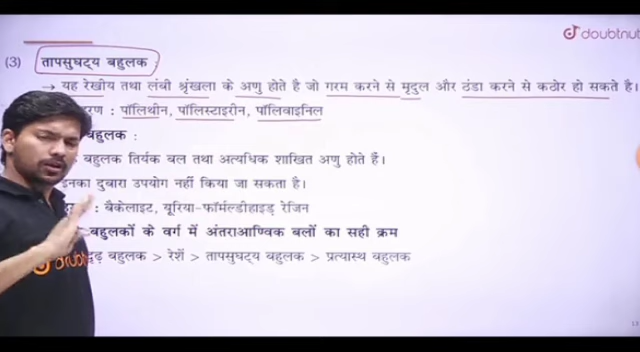 doubtnut
(3) तापसुघट्य बहुलक :
→ यह रेखीय तथा लंबी श्रृंखला के अणु होते है जो गरम करने से मृदुल और ठंडा करने से कठोर हो सकते है।
: पॉलिथीन, पॉलिस्टाइरीन, पॉलिवाइनिल
बहुलक :
बहुलक तिर्यक बल तथा अत्यधिक शाखित अणु होते हैं।
इनका दुबारा उपयोग नहीं किया जा सकता है।
: बैकेलाइट, यूरिया-फॉर्मल्डीहाइड् रेजिन
बहुलकों के वर्ग में अंतराआण्विक बलों का सही क्रम
दृढ़ बहुलक > रेशें > तापसुघट्य बहुलक > प्रत्यास्थ बहुलक